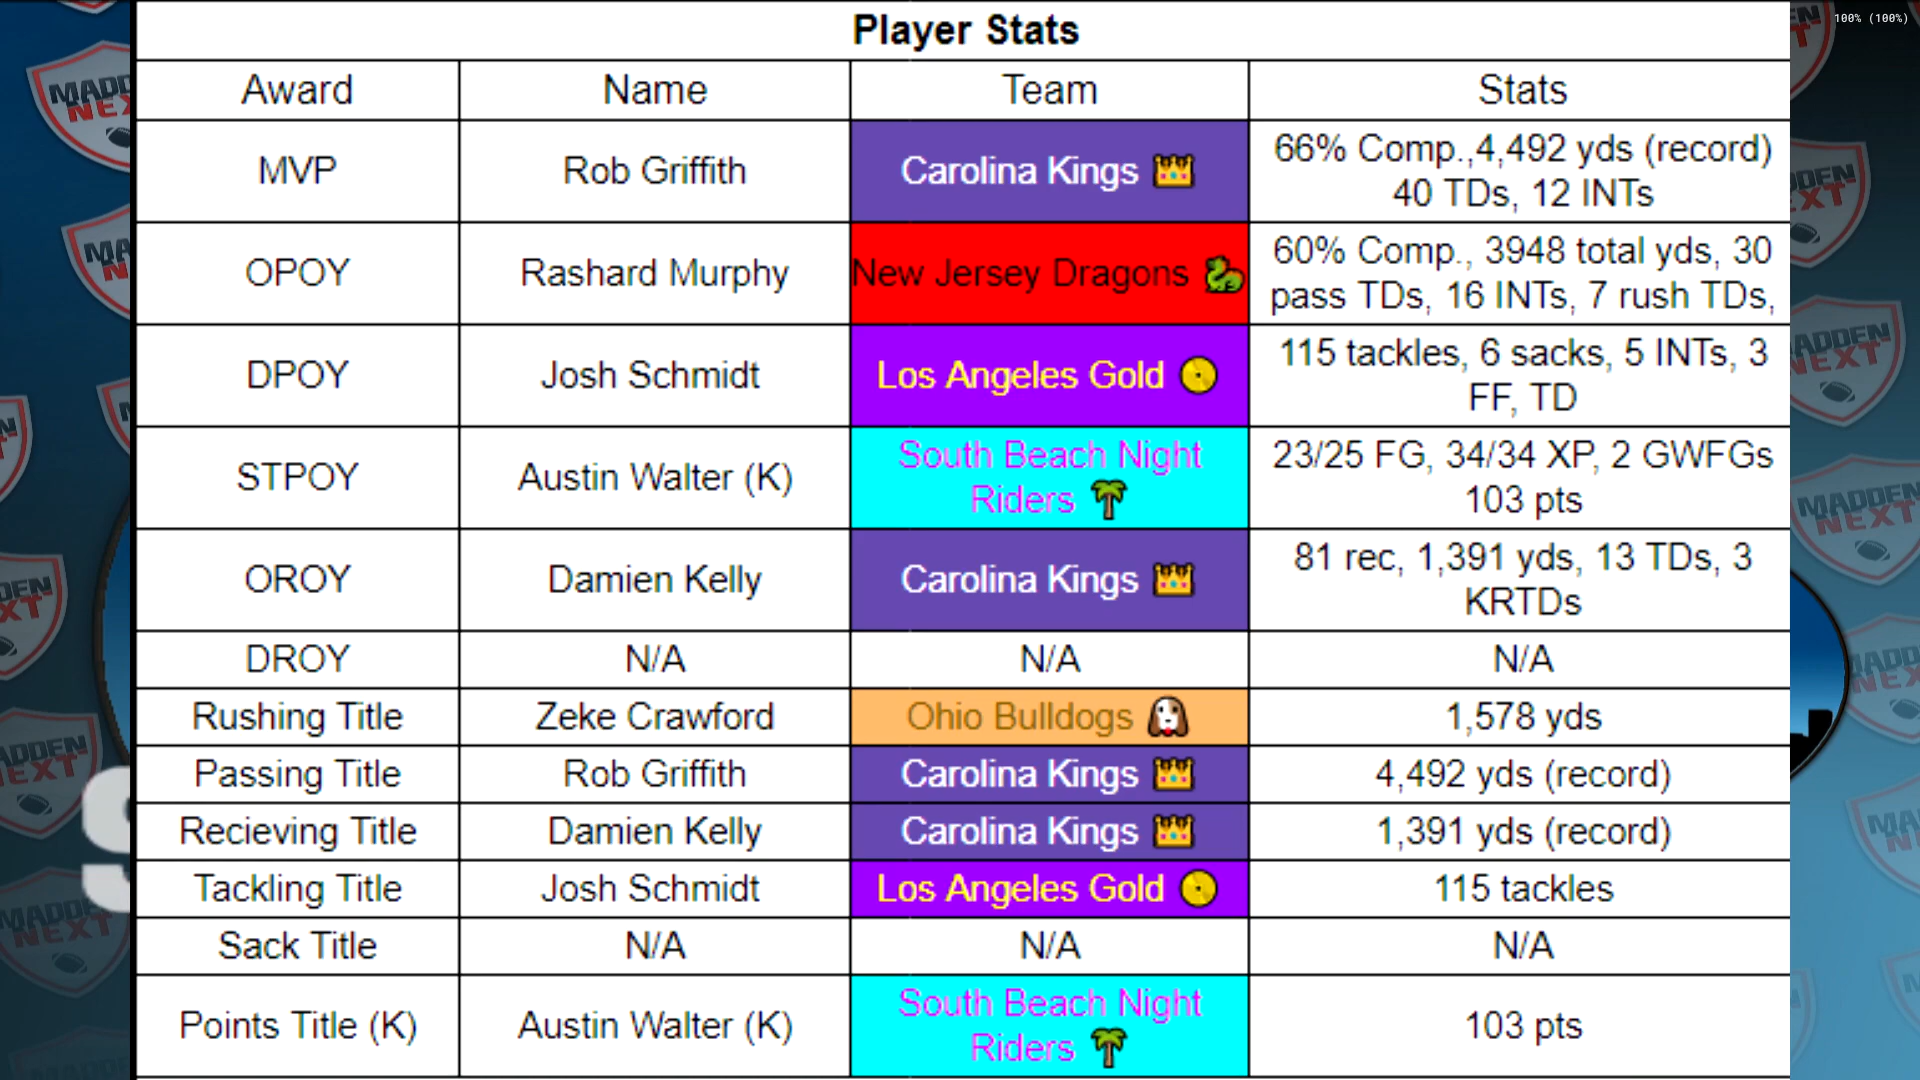 Player Stats
Award Name Team Stats
MVP Rob Griffith Carolina Kings 66% Comp.,4,492 yds (record)
40 TDs, 12 INTs
OPOY Rashard Murphy New Jersey Dragons 60% Comp., 3948 total yds, 30
pass TDs, 16 INTs, 7 rush TDs,
DPOY Josh Schmidt Los Angeles Gold 115 tackles, 6 sacks, 5 INTs, 3
FF, TD
STPOY Austin Walter (K) South Beach Night
Riders 23/25 FG, 34/34 XP, 2 GWFGs
103 pts
OROY Damien Kelly Carolina Kings 81 rec, 1,391 yds, 13 TDs, 3
KRTDs
DROY N/A N/A N/A
Rushing Title Zeke Crawford Ohio Bulldogs 1,578 yds
Passing Title Rob Griffith Carolina Kings 4,492 yds (record)
Recieving Title Damien Kelly Carolina Kings 1,391 yds (record)
Tackling Title Josh Schmidt Los Angeles Gold 115 tackles
Sack Title N/A N/A N/A
Points Title (K) Austin Walter (K) South Beach Night
Riders 103 pts
100% (100%)
MADDEN
NEXT